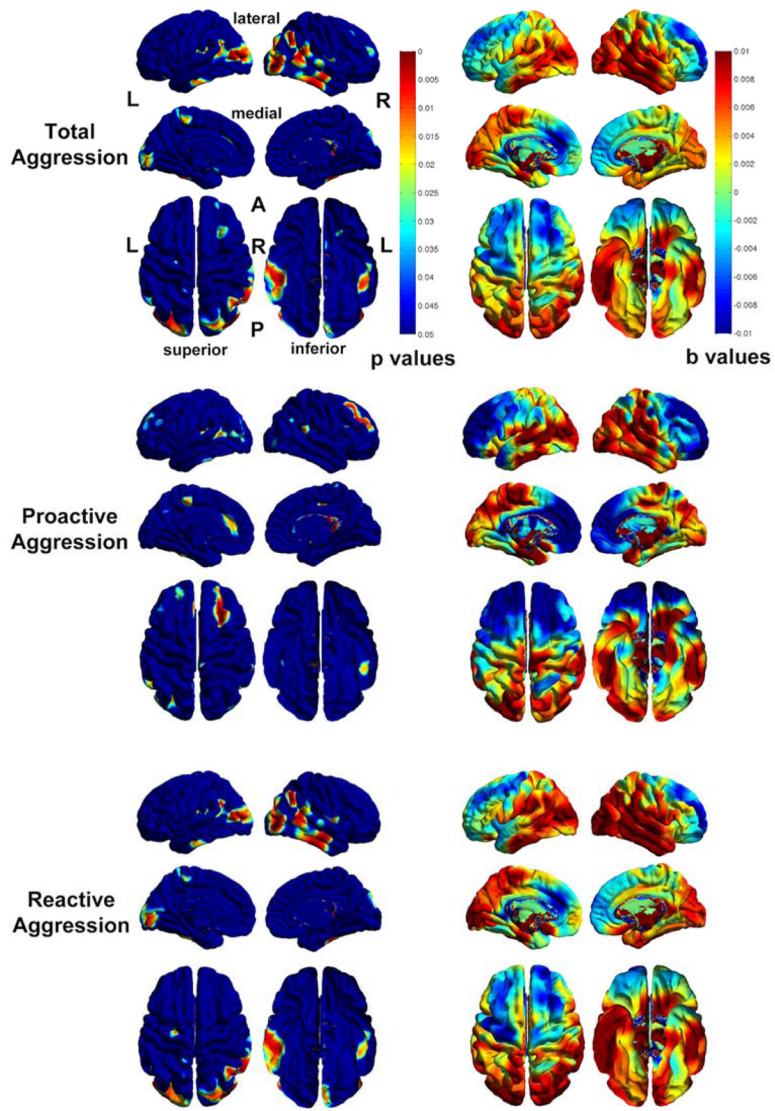 lateral
L
R
medial
Total
Aggression
A
L
R
L
P
superior
inferior
0
0.005
0.01
0.015
0.02
0.025
0.03
0.035
0.04
0.045
0.05
p values
0.01
0.008
0.006
0.004
0.002
0
-0.002
-0.004
-0.006
-0.008
-0.01
b values
Proactive
Aggression
Reactive
Aggression